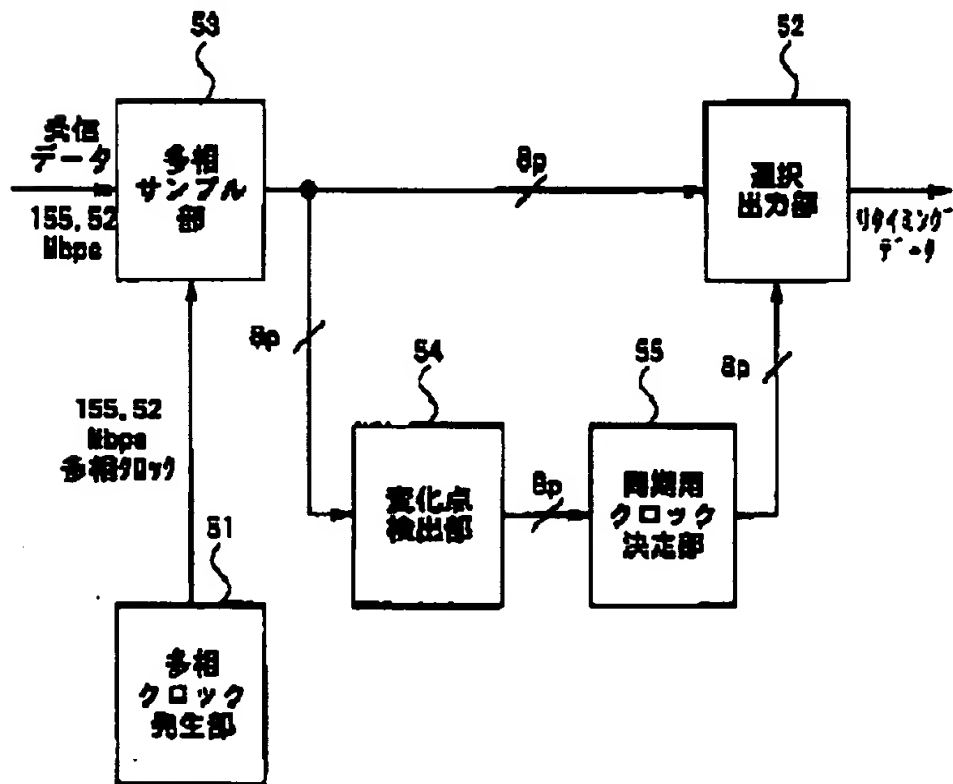 53
52
受信
データ
155.52
Mbps
多相
サンプル
部
8p
選択
出力部
リタイミング
データ
8p
54
55
8p
155.52
Mbps
多相クロック
変化点
検出部
8p
同期用
クロック
決定部
51
多相
クロック
発生部